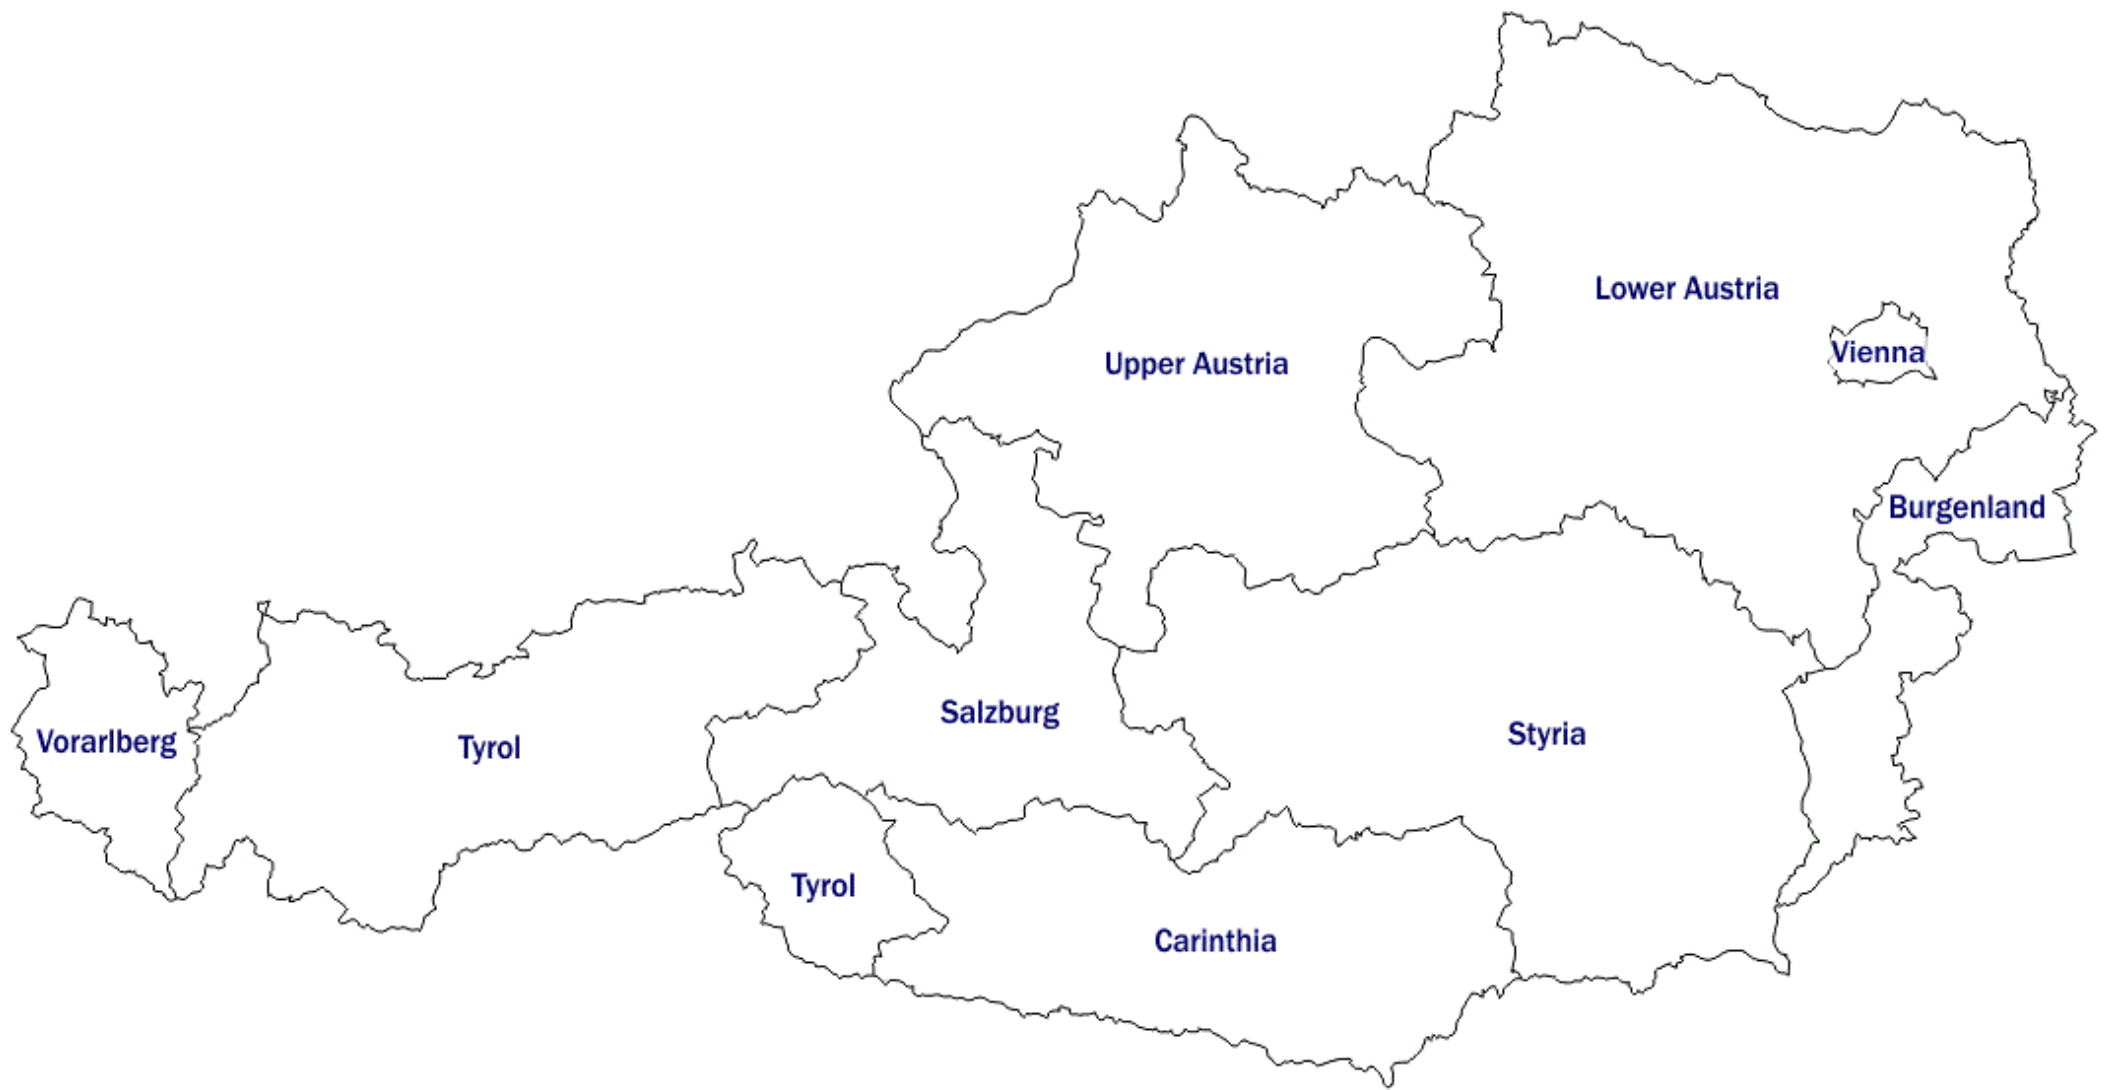 Lower Austria
Vienna
Upper Austria
Burgenland
Salzburg
Styria
Vorarlberg
Tyrol
Tyrol
Carinthia